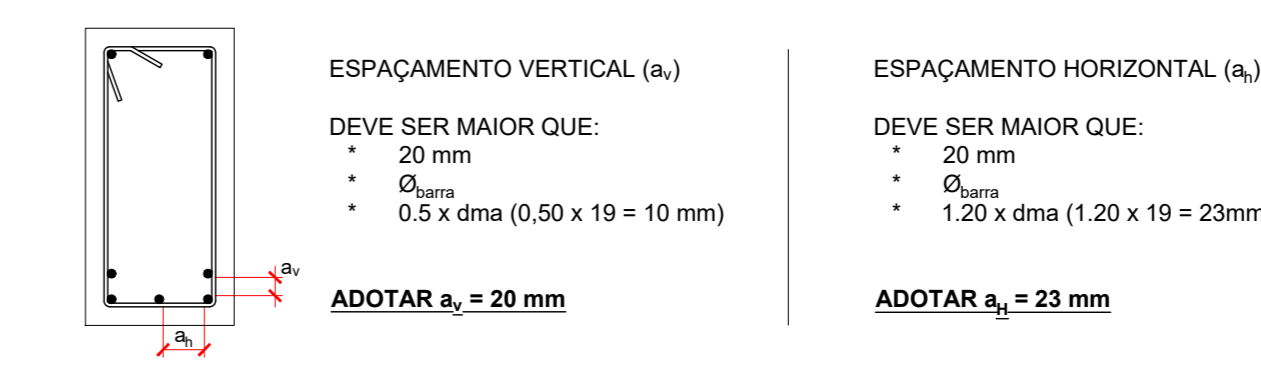 ESPAÇAMENTO VERTICAL (aᵥ)
DEVE SER MAIOR QUE:
* 20 mm
* Øbarra
* 0.5 x dma (0,50 x 19 = 10 mm)
ADOTAR aᵥ = 20 mm
ESPAÇAMENTO HORIZONTAL (aₕ)
DEVE SER MAIOR QUE:
* 20 mm
* Øbarra
* 1.20 x dma (1.20 x 19 = 23mm
ADOTAR aH = 23 mm
aᵥ
aₕ